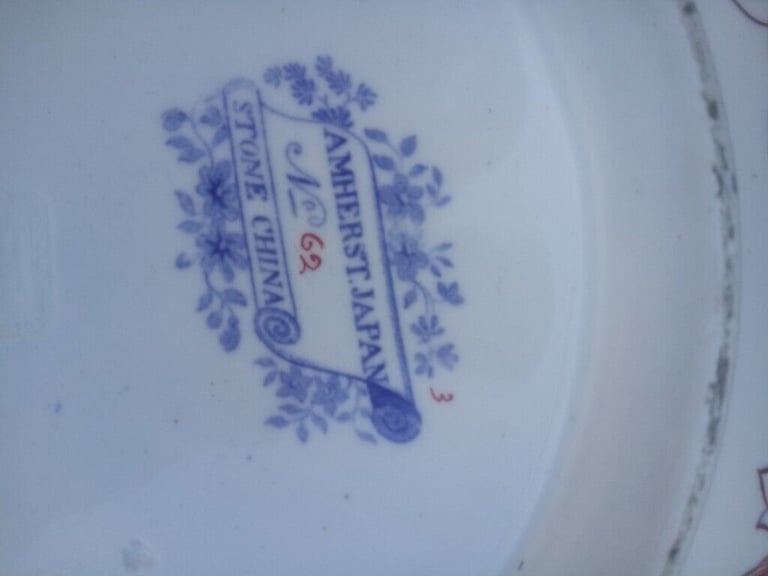 AMHERST.JAPAN
No 62
STONE CHINA
3